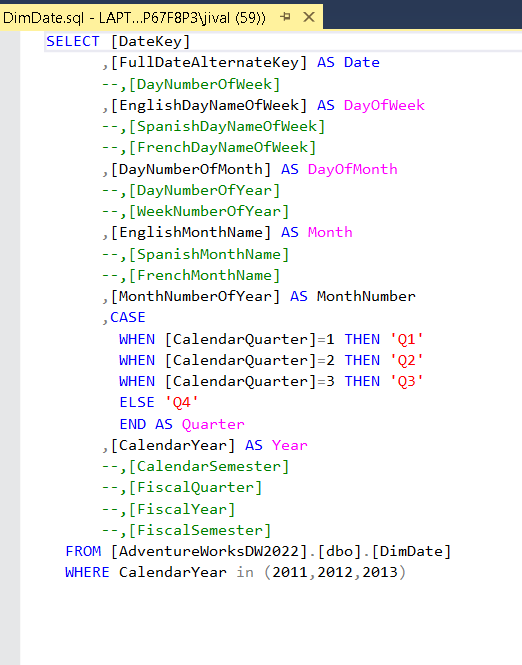 DimDate.sql - LAPT...P67F8P3\jival (59))
SELECT [DateKey]
,[FullDateAlternateKey] AS Date
--,[DayNumberOfWeek]
,[EnglishDayNameOfWeek] AS DayOfWeek
--,[SpanishDayNameOfWeek]
--,[FrenchDayNameOfWeek]
,[DayNumberOfMonth] AS DayOfMonth
--,[DayNumberOfYear]
--,[WeekNumberOfYear]
,[EnglishMonthName] AS Month
--,[SpanishMonthName]
--,[FrenchMonthName]
,[MonthNumberOfYear] AS MonthNumber
,CASE
WHEN [CalendarQuarter]=1 THEN 'Q1'
WHEN [CalendarQuarter]=2 THEN 'Q2'
WHEN [CalendarQuarter]=3 THEN 'Q3'
ELSE 'Q4'
END AS Quarter
,[CalendarYear] AS Year
--,[CalendarSemester]
--,[FiscalQuarter]
--,[FiscalYear]
--,[FiscalSemester]
FROM [AdventureWorksDW2022].[dbo].[DimDate]
WHERE CalendarYear in (2011,2012,2013)